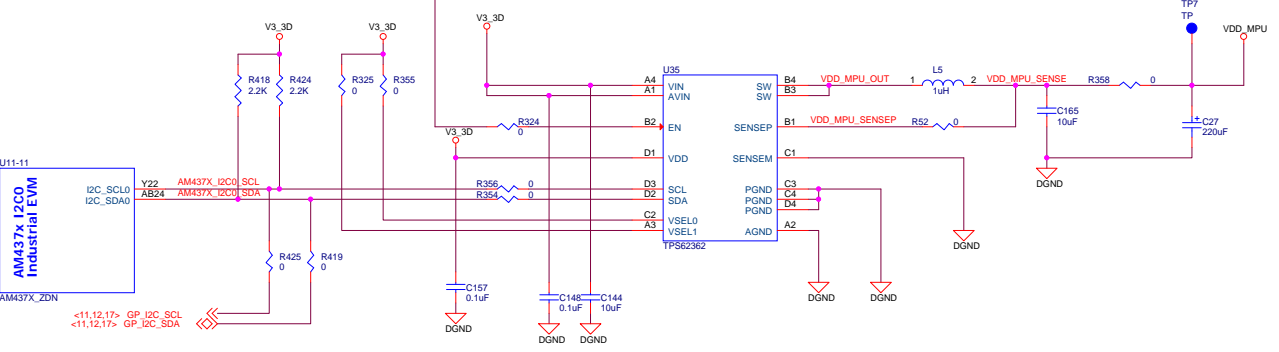 TP7
TP
VDD_MPU
V3_3D
V3_3D
V3_3D
R418
2.2K
R424
2.2K
R325
0
R355
0
U35
A4
VIN
A1
AVIN
B2
EN
D1
VDD
D3
SCL
D2
SDA
C2
VSEL0
A3
VSEL1
SW
B4
SW
B3
SENSEP
B1
SENSEM
C1
PGND
C3
PGND
C4
PGND
D4
AGND
A2
TPS62362
VDD_MPU_OUT
1
L5
1uH
2
VDD_MPU_SENSE
R358
0
C165
10uF
C27
220uF
+
DGND
VDD_MPU_SENSEP
R52
0
R324
0
V3_3D
U11-11
AM437x I2C0
Industrial EVM
I2C_SCL0
I2C_SDA0
Y22
AB24
AM437X_I2C0_SCL
AM437X_I2C0_SDA
R356
0
R354
0
AM437X_ZDN
R425
0
R419
0
<11,12,17> GP_I2C_SCL
<11,12,17> GP_I2C_SDA
C157
0.1uF
DGND
C148
0.1uF
DGND
C144
10uF
DGND
DGND
DGND
DGND